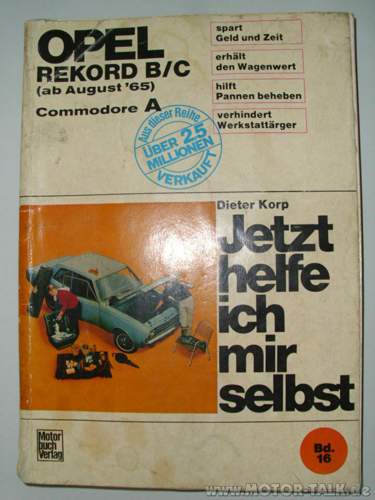 OPEL
REKORD B/C
(ab August '65)
Commodore A
spart
Geld und Zeit
erhält
den Wagenwert
hilft
Pannen beheben
verhindert
Werkstattärger
Aus dieser Reihe
ÜBER 25
MILLIONEN
VERKAUFT
Dieter Korp
Jetzt
helfe
ich
mir
selbst
Motor
buch
Verlag
Bd.
16
www.MOTOR-TALK.de